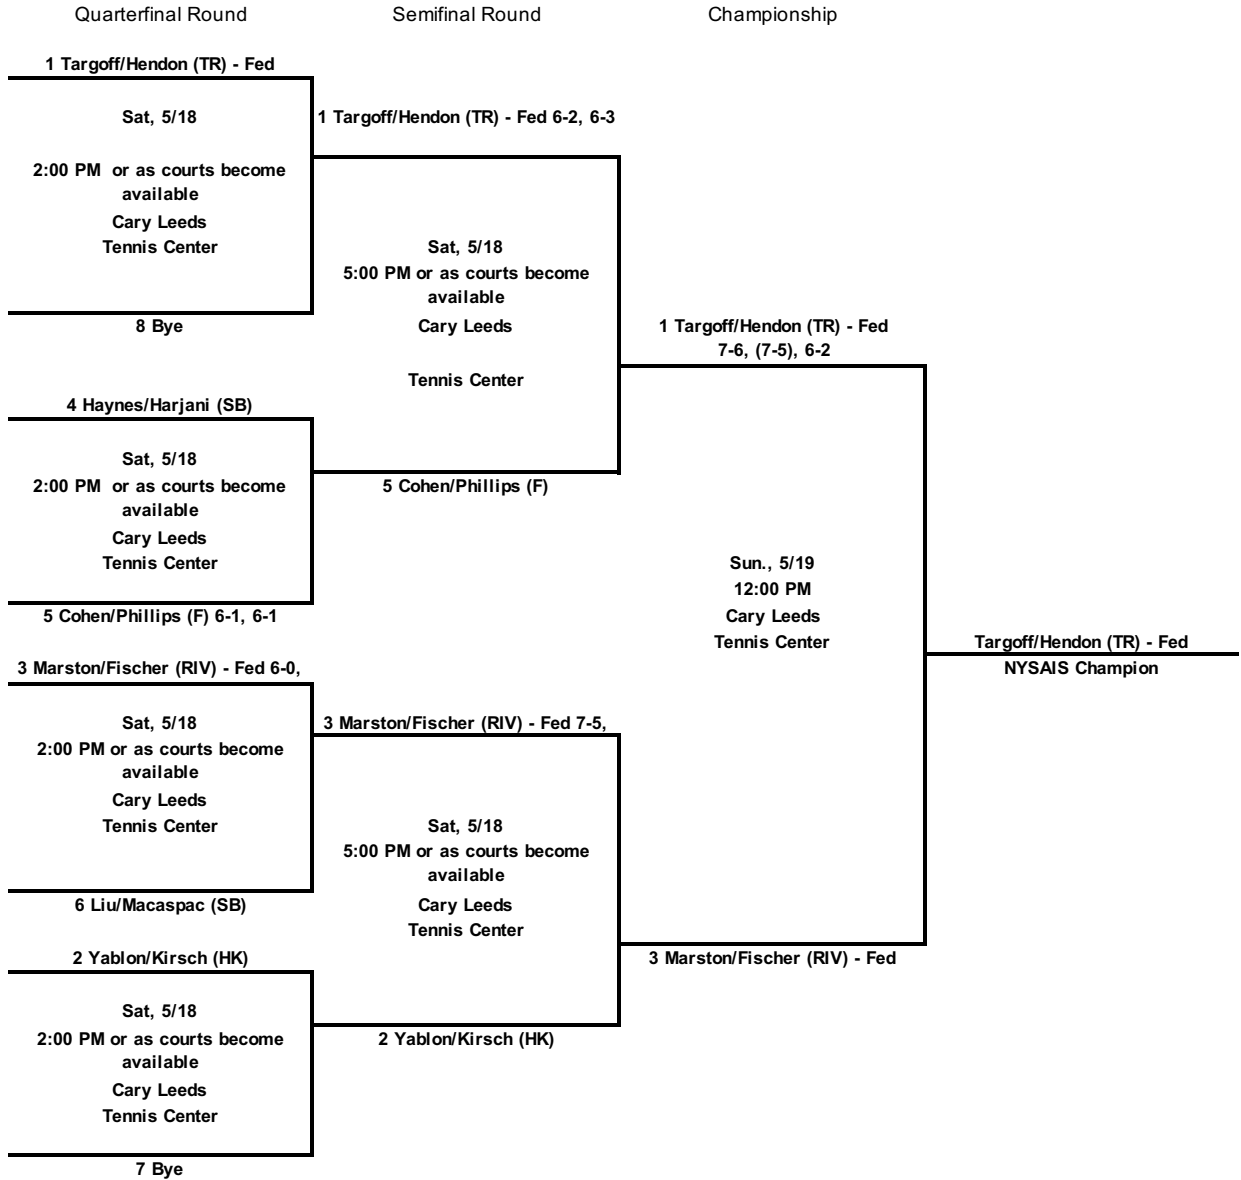 Quarterfinal Round
Semifinal Round
Championship
1 Targoff/Hendon (TR) - Fed
Sat, 5/18
2:00 PM or as courts become
available
Cary Leeds
Tennis Center
8 Bye
4 Haynes/Harjani (SB)
Sat, 5/18
2:00 PM or as courts become
available
Cary Leeds
Tennis Center
5 Cohen/Phillips (F) 6-1, 6-1
3 Marston/Fischer (RIV) - Fed 6-0,
Sat, 5/18
2:00 PM or as courts become
available
Cary Leeds
Tennis Center
6 Liu/Macaspac (SB)
2 Yablon/Kirsch (HK)
Sat, 5/18
2:00 PM or as courts become
available
Cary Leeds
Tennis Center
7 Bye
1 Targoff/Hendon (TR) - Fed 6-2, 6-3
Sat, 5/18
5:00 PM or as courts become
available
Cary Leeds
Tennis Center
5 Cohen/Phillips (F)
3 Marston/Fischer (RIV) - Fed 7-5,
Sat, 5/18
5:00 PM or as courts become
available
Cary Leeds
Tennis Center
2 Yablon/Kirsch (HK)
1 Targoff/Hendon (TR) - Fed
7-6, (7-5), 6-2
Sun., 5/19
12:00 PM
Cary Leeds
Tennis Center
3 Marston/Fischer (RIV) - Fed
Targoff/Hendon (TR) - Fed
NYSAIS Champion